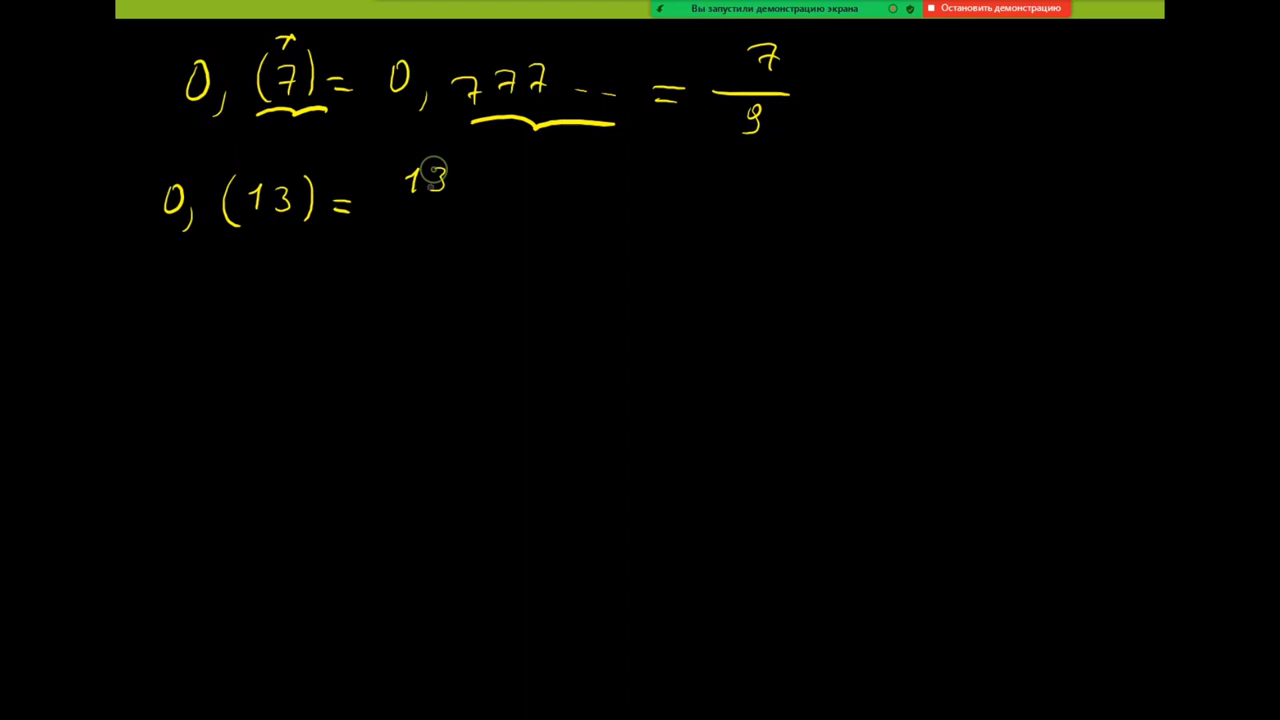 Вы запустили демонстрацию экрана Остановить демонстрацию
0,(7) = 0,777... = 7/9
0,(13) = 13